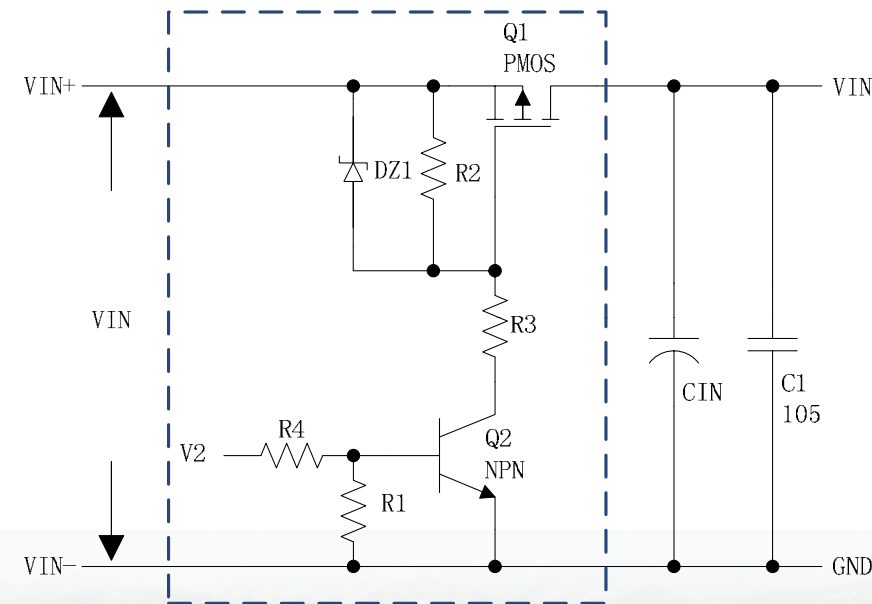 Q1
PMOS
VIN+
VIN
DZ1
R2
VIN
R3
CIN
C1
105
V2
R4
Q2
NPN
R1
VIN-
GND